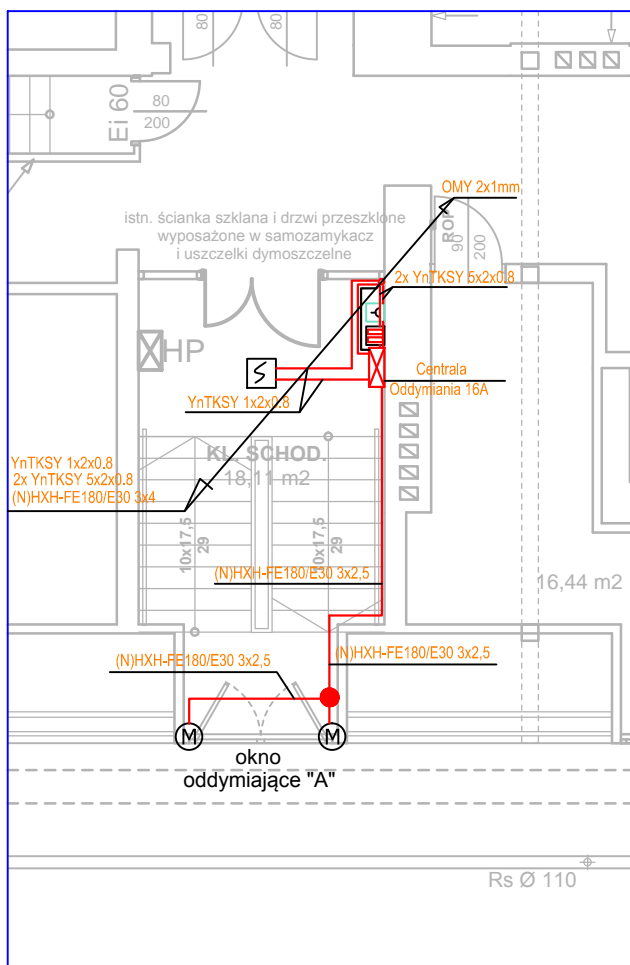 80
80
80
200
Ei 60
OMY 2x1mm
istn. ścianka szklana i drzwi przeszklone
wyposażone w samozamykacz
i uszczelki dymoszczelne
90
200
2x YnTKSY 5x2x0.8
HP
Centrala
Oddymiania 16A
YnTKSY 1x2x0.8
KL. SCHOD.
18,11 m2
YnTKSY 1x2x0.8
2x YnTKSY 5x2x0.8
(N)HXH-FE180/E30 3x4
10x17,5
29
10x17,5
29
(N)HXH-FE180/E30 3x2,5
16,44 m2
(N)HXH-FE180/E30 3x2,5
(N)HXH-FE180/E30 3x2,5
M
M
okno
oddymiające "A"
Rs Ø 110